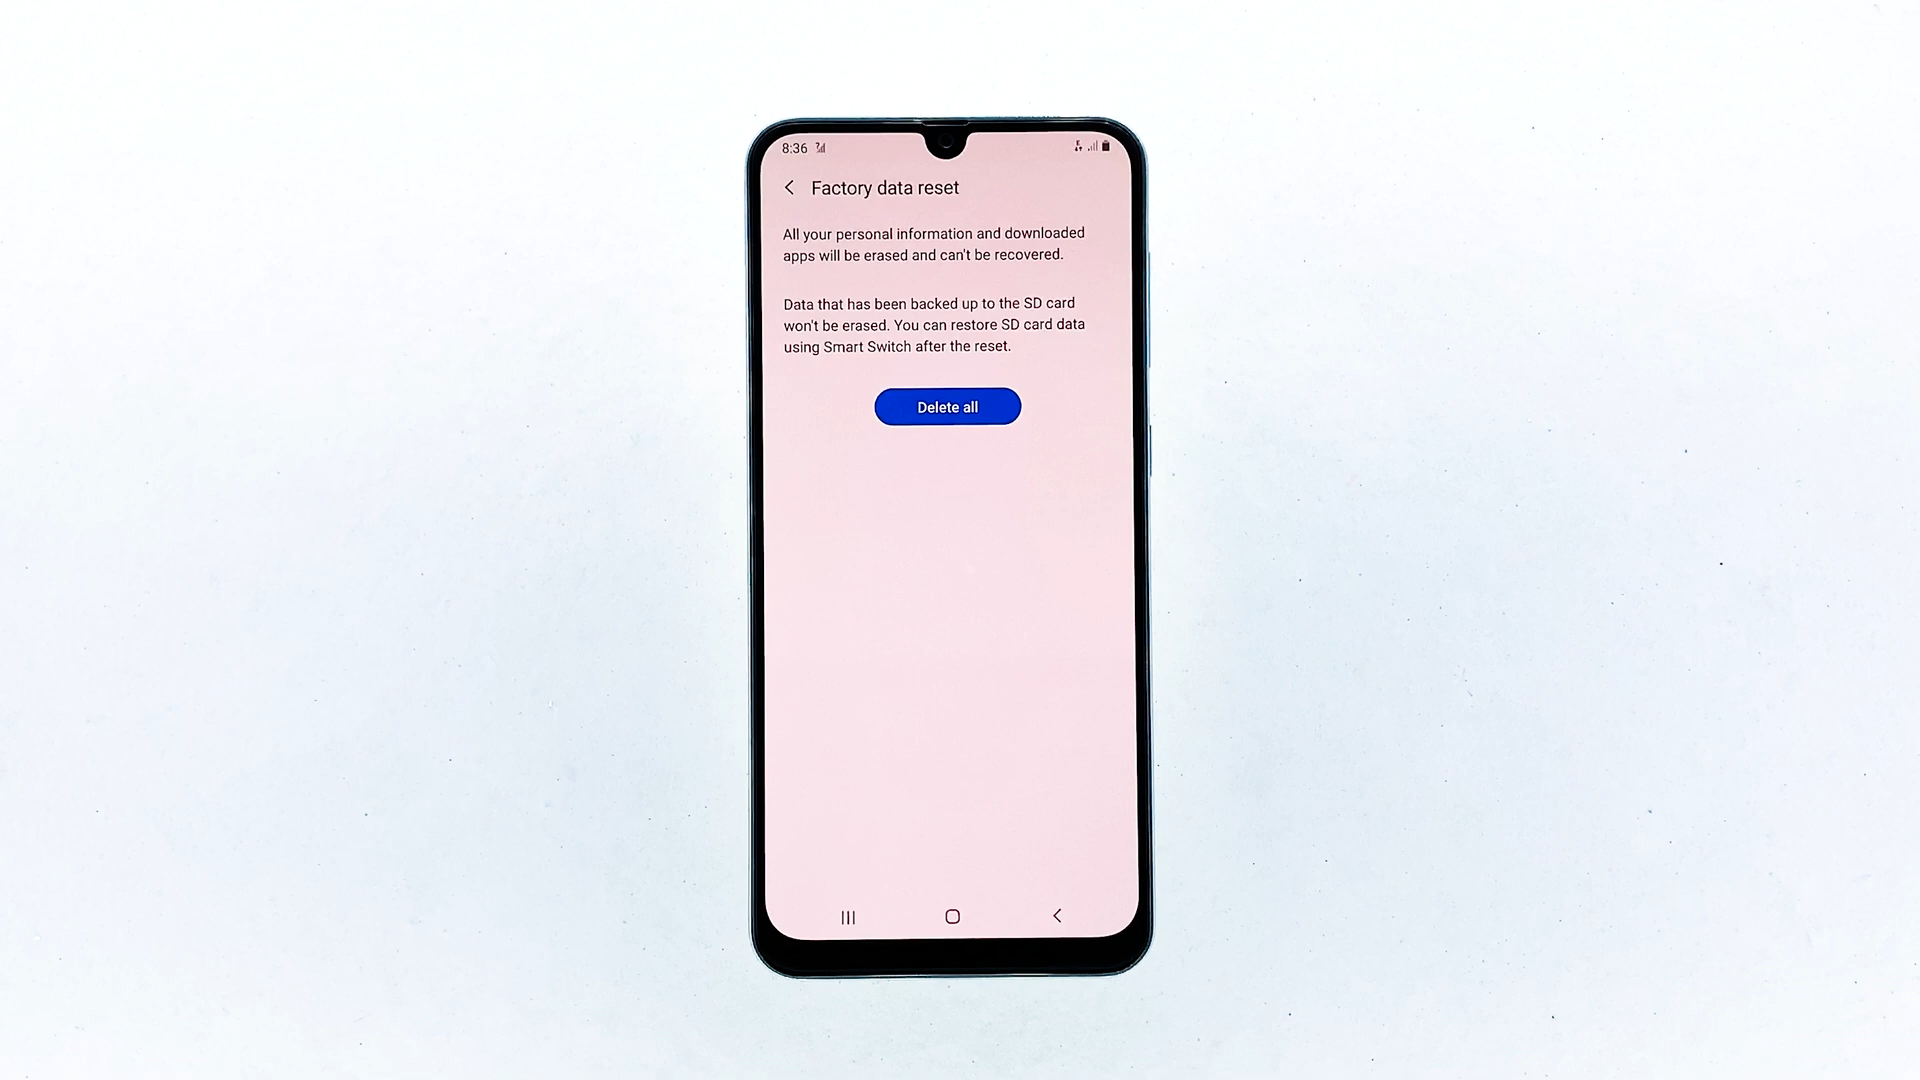 8:36
Factory data reset
All your personal information and downloaded
apps will be erased and can't be recovered.
Data that has been backed up to the SD card
won't be erased. You can restore SD card data
using Smart Switch after the reset.
Delete all